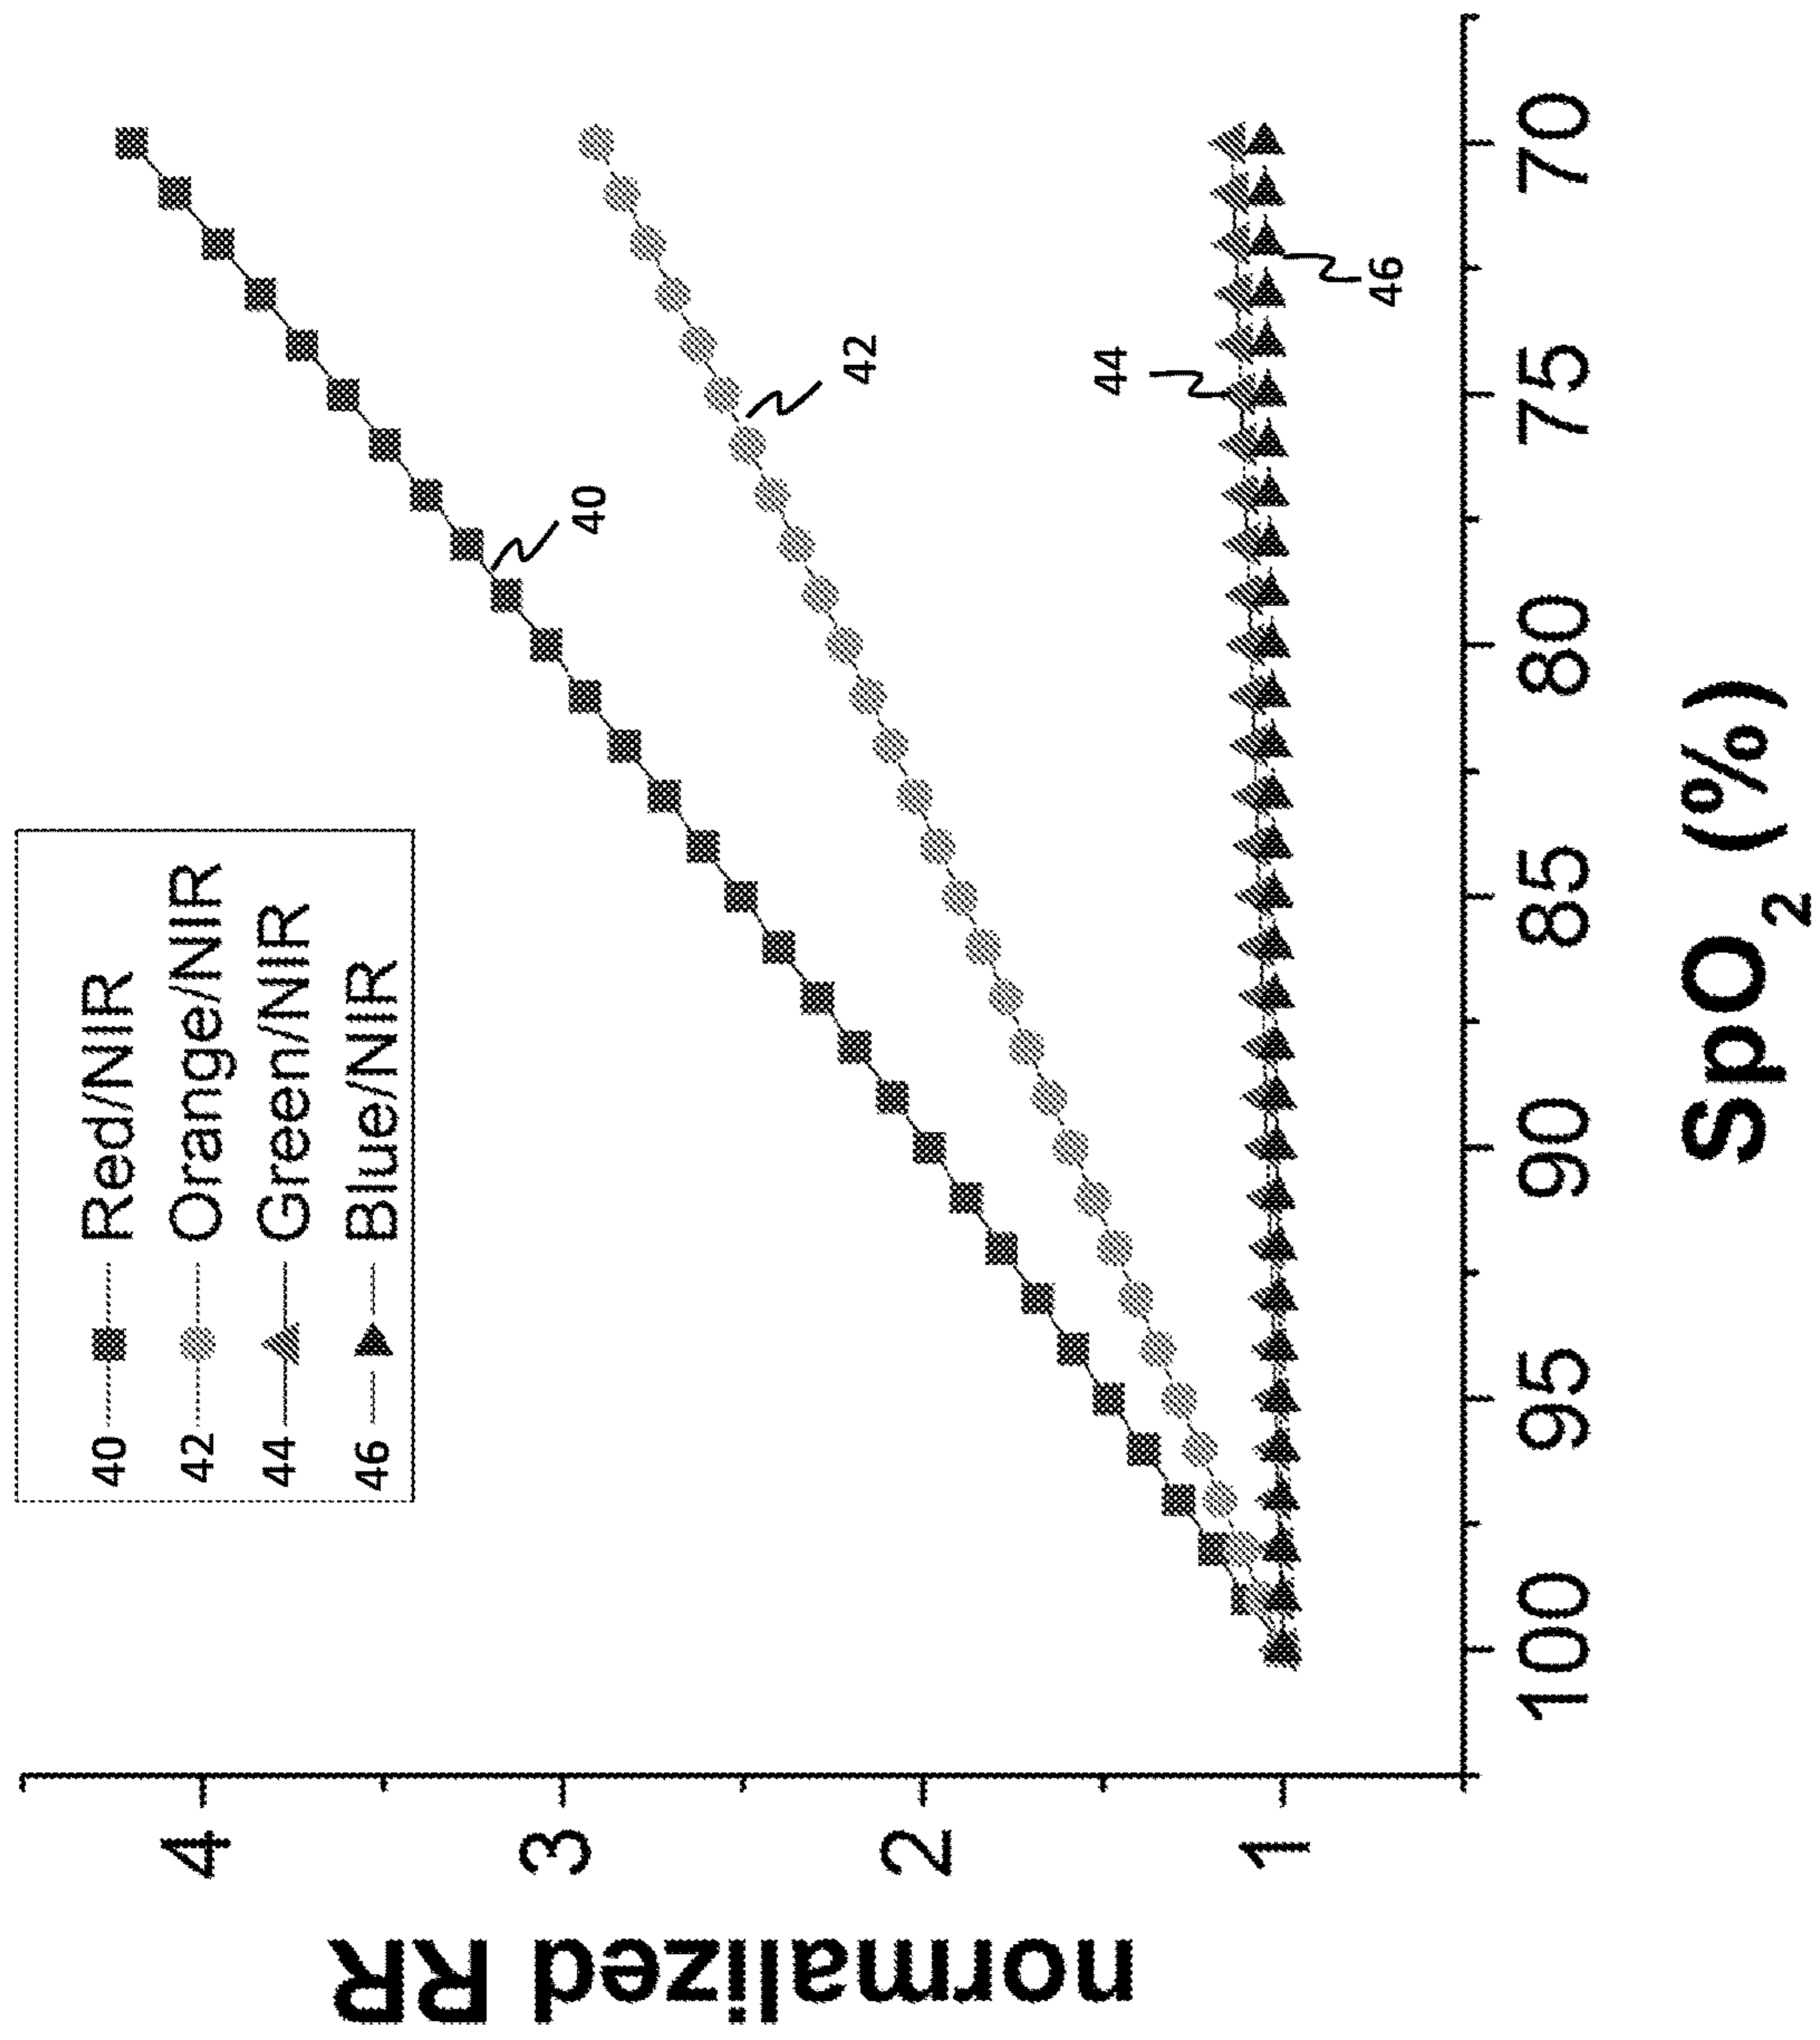 40 Red/NIR
42 Orange/NIR
44 Green/NIR
46 Blue/NIR
normalized RR
4
3
2
1
40
42
44
46
100 95 90 85 80 75 70
SpO₂ (%)